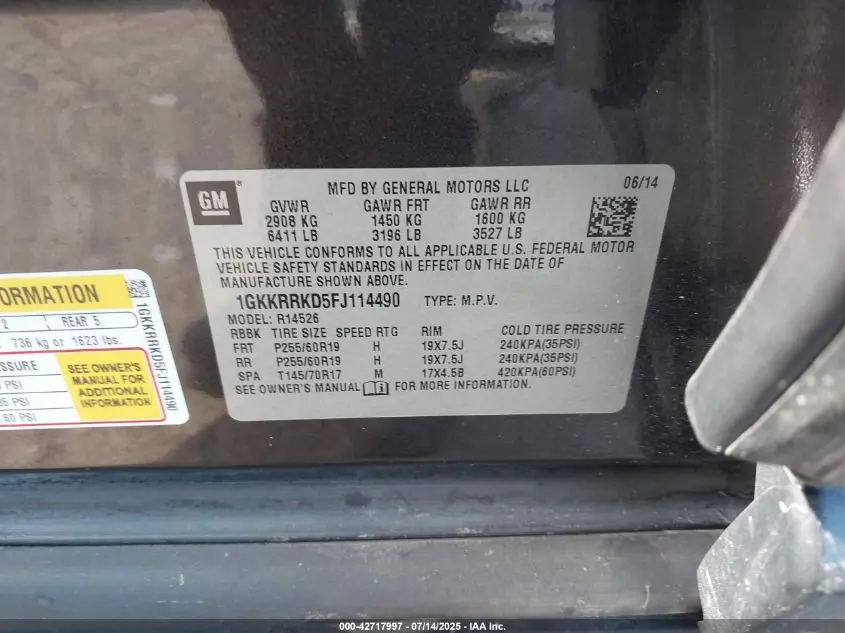 GM
MFD BY GENERAL MOTORS LLC 06/14
GVWR GAWR FRT GAWR RR
2908 KG 1450 KG 1600 KG
6411 LB 3196 LB 3527 LB
THIS VEHICLE CONFORMS TO ALL APPLICABLE U.S. FEDERAL MOTOR
VEHICLE SAFETY STANDARDS IN EFFECT ON THE DATE OF
MANUFACTURE SHOWN ABOVE.
1GKKRRKD5FJ114490 TYPE: M.P.V.
MODEL: R14526
RBBK TIRE SIZE SPEED RTG RIM COLD TIRE PRESSURE
FRT P255/60R19 H 19X7.5J 240KPA(35PSI)
RR P255/60R19 H 19X7.5J 240KPA(35PSI)
SPA T145/70R17 M 17X4.5B 420KPA(60PSI)
SEE OWNER'S MANUAL FOR MORE INFORMATION.
ORMATION
2 REAR 5
736 kg or 1623 lbs.
SSURE
PSI
35 PSI
60 PSI
SEE OWNER'S
MANUAL FOR
ADDITIONAL
INFORMATION
1GKKRRKD5FJ114490
000-42717997 - 07/14/2025 - IAA Inc.